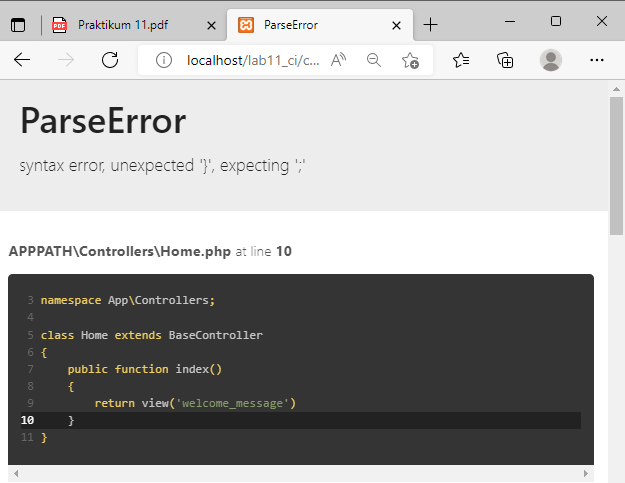 Praktikum 11.pdf
ParseError
localhost/lab11_ci/c...
ParseError
syntax error, unexpected '}', expecting ';'
APPPATH\Controllers\Home.php at line 10
3 namespace App\Controllers;
4
5 class Home extends BaseController
6 {
7 public function index()
8 {
9 return view('welcome_message')
10 }
11 }